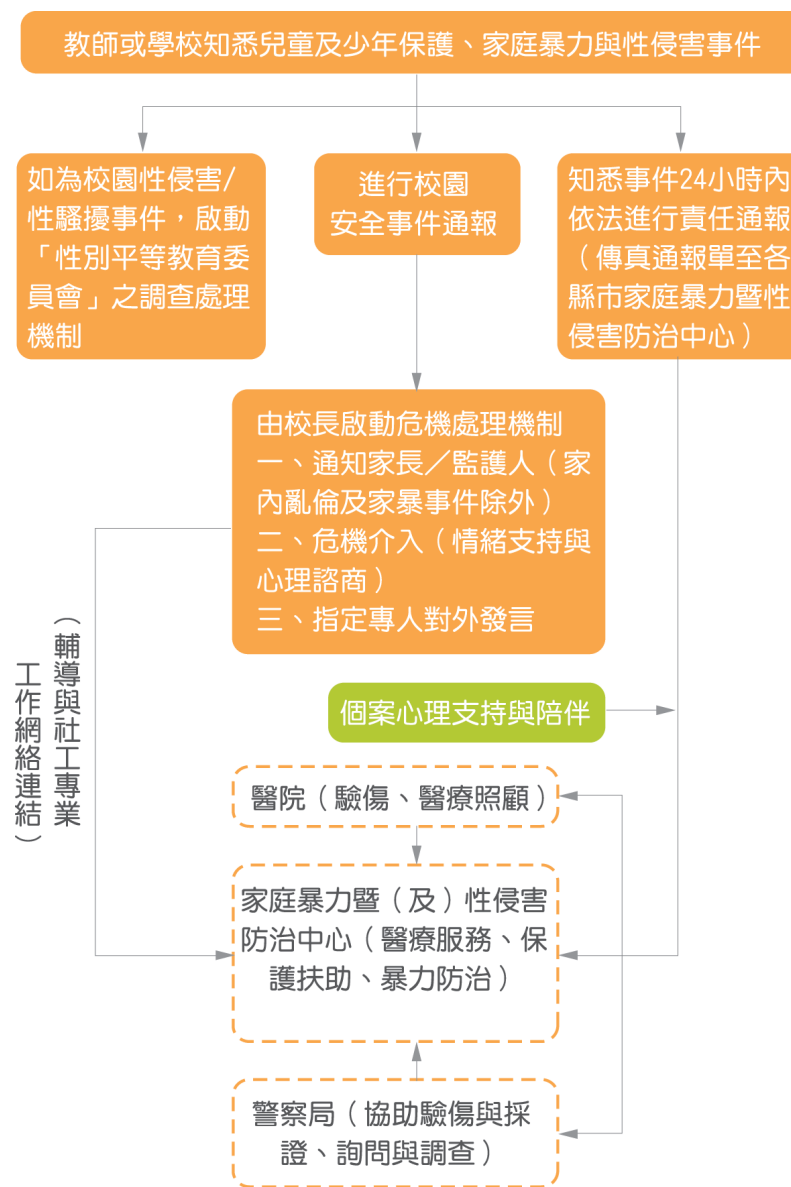 教師或學校知悉兒童及少年保護、家庭暴力與性侵害事件
如為校園性侵害/
性騷擾事件，啟動
「性別平等教育委
員會」之調查處理
機制
進行校園
安全事件通報
知悉事件24小時內
依法進行責任通報
（傳真通報單至各
縣市家庭暴力暨性
侵害防治中心）
由校長啟動危機處理機制
一、通知家長／監護人（家
內亂倫及家暴事件除外）
二、危機介入（情緒支持與
心理諮商）
三、指定專人對外發言
（輔導與社工專業
工作網絡連結）
個案心理支持與陪伴
醫院（驗傷、醫療照顧）
家庭暴力暨（及）性侵害
防治中心（醫療服務、保
護扶助、暴力防治）
警察局（協助驗傷與採
證、詢問與調查）